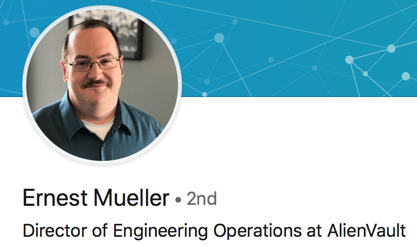 Ernest Mueller • 2nd
Director of Engineering Operations at AlienVault